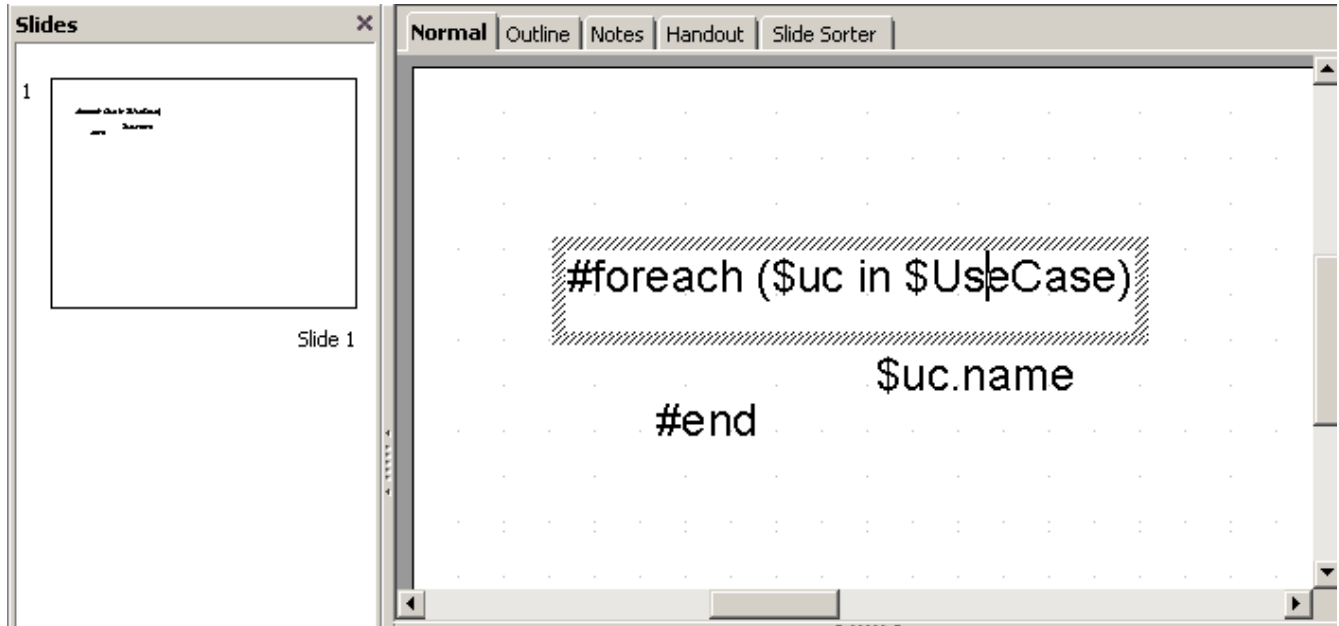 Slides
1
Slide 1
Normal Outline Notes Handout Slide Sorter
#foreach ($uc in $UseCase)
$uc.name
#end